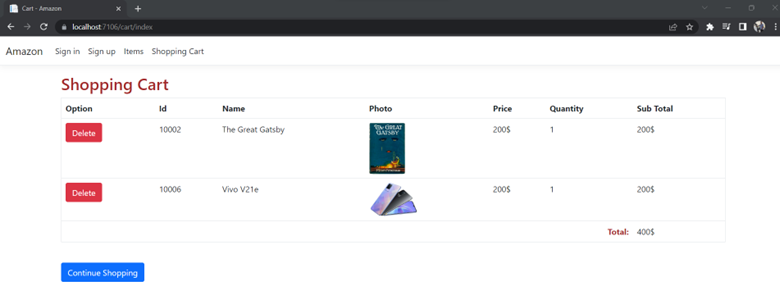 Cart - Amazon
localhost:7106/cart/index
Amazon Sign in Sign up Items Shopping Cart
Shopping Cart
Option Id Name Photo Price Quantity Sub Total
Delete 10002 The Great Gatsby The GREAT GATSBY 200$ 1 200$
Delete 10006 Vivo V21e 200$ 1 200$
Total: 400$
Continue Shopping